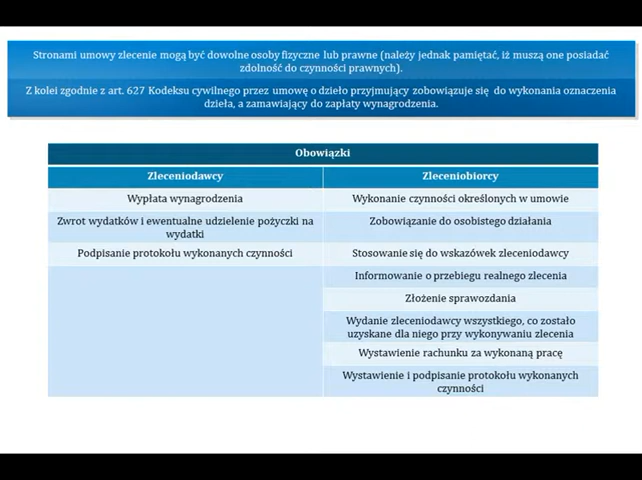 Stronami umowy zlecenie mogą być dowolne osoby fizyczne lub prawne (należy jednak pamiętać, iż muszą one posiadać
zdolność do czynności prawnych).
Z kolei zgodnie z art. 627 Kodeksu cywilnego przez umowę o dzieło przyjmujący zobowiązuje się do wykonania oznaczenia
dzieła, a zamawiający do zapłaty wynagrodzenia.
Obowiązki
Zleceniodawcy
Zleceniobiorcy
Wypłata wynagrodzenia
Wykonanie czynności określonych w umowie
Zwrot wydatków i ewentualne udzielenie pożyczki na
wydatki
Zobowiązanie do osobistego działania
Podpisanie protokołu wykonanych czynności
Stosowanie się do wskazówek zleceniodawcy
Informowanie o przebiegu realnego zlecenia
Złożenie sprawozdania
Wydanie zleceniodawcy wszystkiego, co zostało
uzyskane dla niego przy wykonywaniu zlecenia
Wystawienie rachunku za wykonaną pracę
Wystawienie i podpisanie protokołu wykonanych
czynności